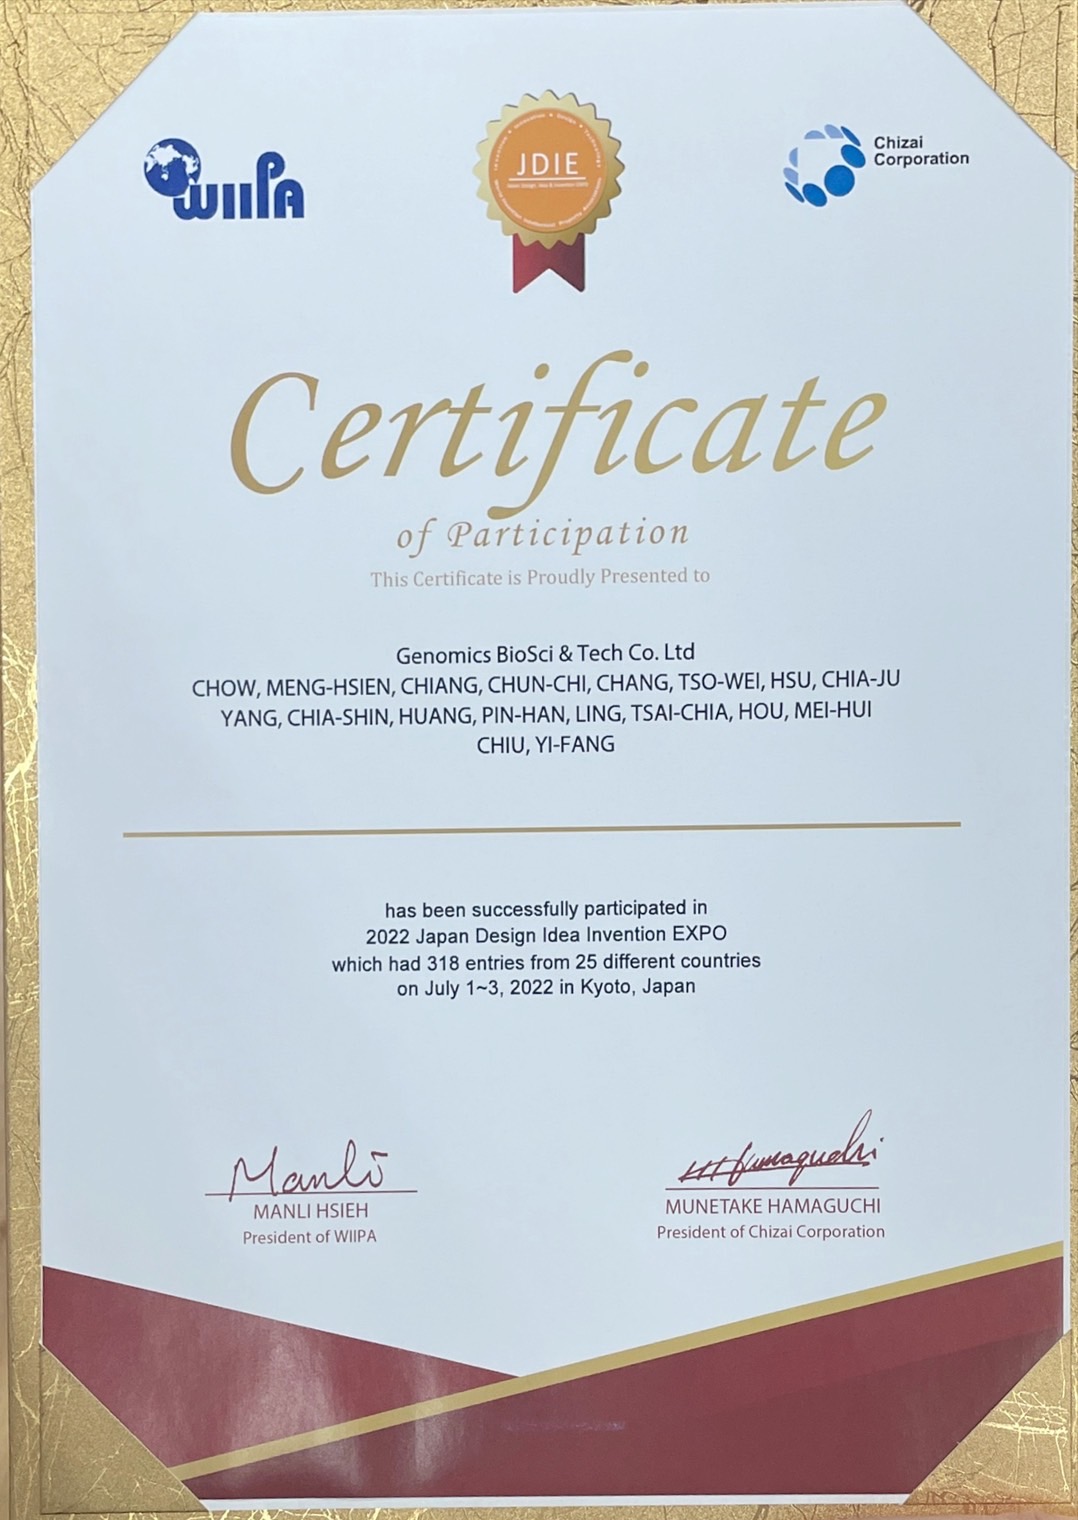 WIIPA
JDIE
Chizai
Corporation
Certificate
of Participation
This Certificate is Proudly Presented to
Genomics BioSci & Tech Co. Ltd
CHOW, MENG-HSIEN, CHIANG, CHUN-CHI, CHANG, TSO-WEI, HSU, CHIA-JU
YANG, CHIA-SHIN, HUANG, PIN-HAN, LING, TSAI-CHIA, HOU, MEI-HUI
CHIU, YI-FANG
has been successfully participated in
2022 Japan Design Idea Invention EXPO
which had 318 entries from 25 different countries
on July 1~3, 2022 in Kyoto, Japan
Manli
MANLI HSIEH
President of WIIPA
Hamaguchi
MUNETAKE HAMAGUCHI
President of Chizai Corporation